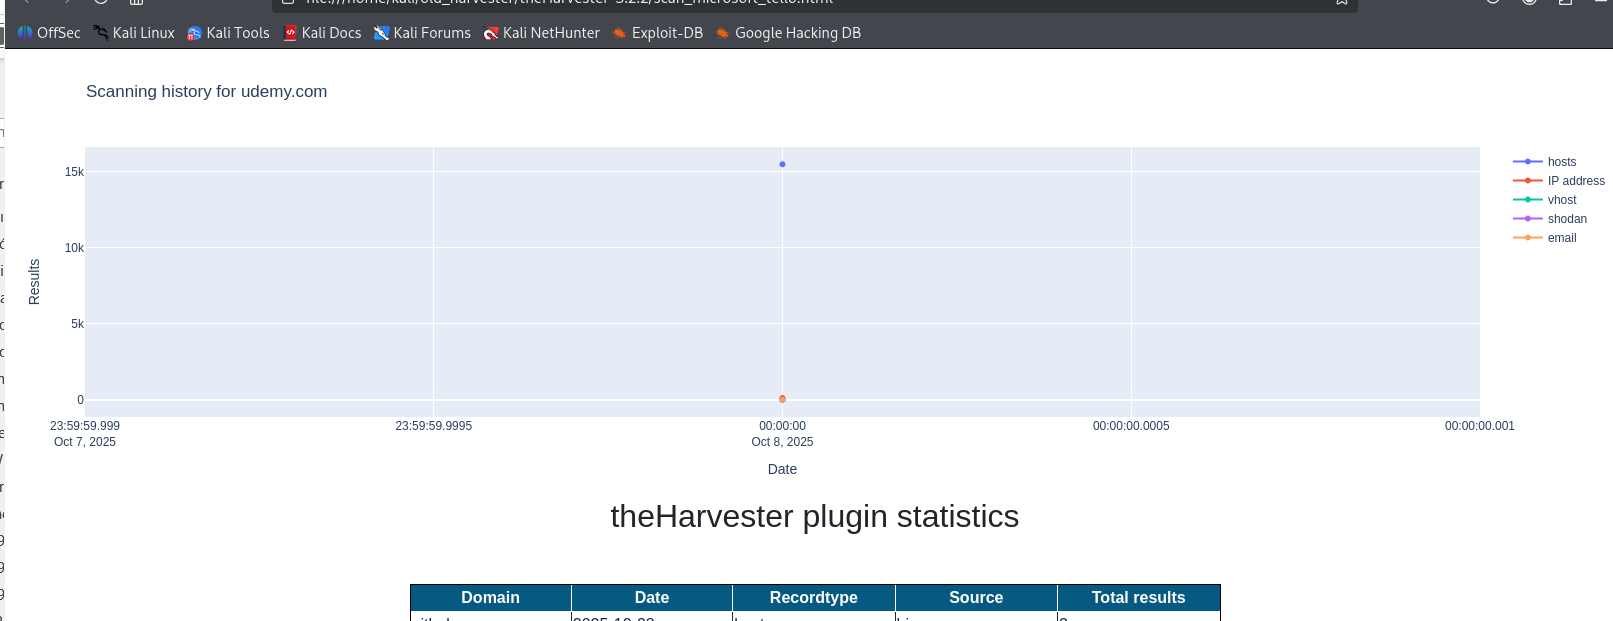 OffSec Kali Linux Kali Tools Kali Docs Kali Forums Kali NetHunter Exploit-DB Google Hacking DB
Scanning history for udemy.com
hosts
IP address
vhost
shodan
email
15k
10k
5k
0
Results
23:59:59.999 23:59:59.9995 00:00:00 00:00:00.0005 00:00:00.001
Oct 7, 2025 Oct 8, 2025
Date
theHarvester plugin statistics
Domain Date Recordtype Source Total results